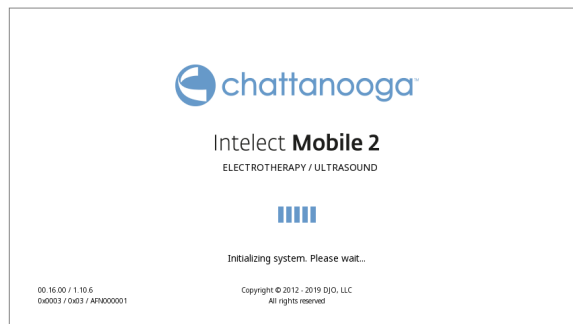 chattanooga™
Intelect Mobile 2
ELECTROTHERAPY / ULTRASOUND
Initializing system. Please wait...
00.16.00 / 1.10.6
0x0003 / 0x03 / AFN000001
Copyright © 2012 - 2019 DJO, LLC
All rights reserved